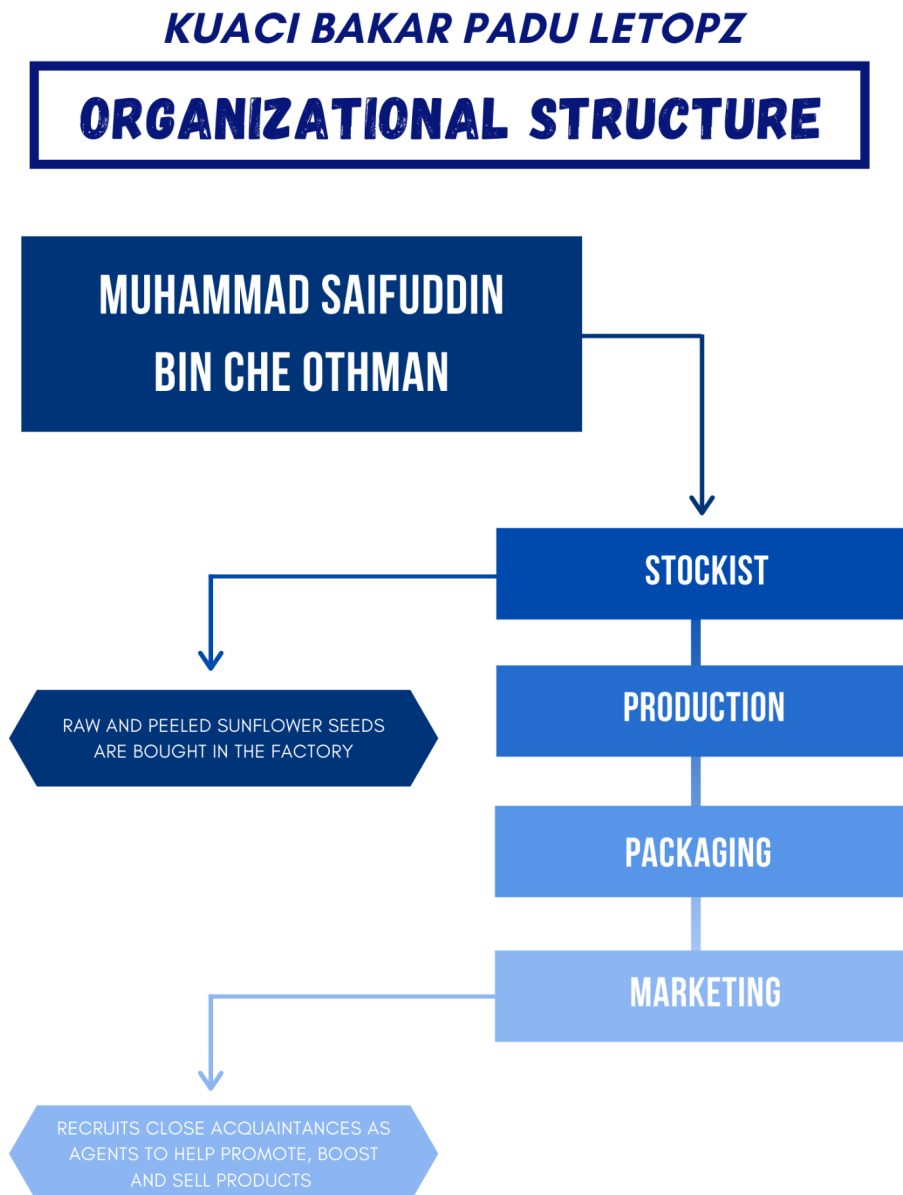 KUACI BAKAR PADU LETOPZ
ORGANIZATIONAL STRUCTURE
MUHAMMAD SAIFUDDIN
BIN CHE OTHMAN
STOCKIST
RAW AND PEELED SUNFLOWER SEEDS
ARE BOUGHT IN THE FACTORY
PRODUCTION
PACKAGING
MARKETING
RECRUITS CLOSE ACQUAINTANCES AS
AGENTS TO HELP PROMOTE, BOOST
AND SELL PRODUCTS